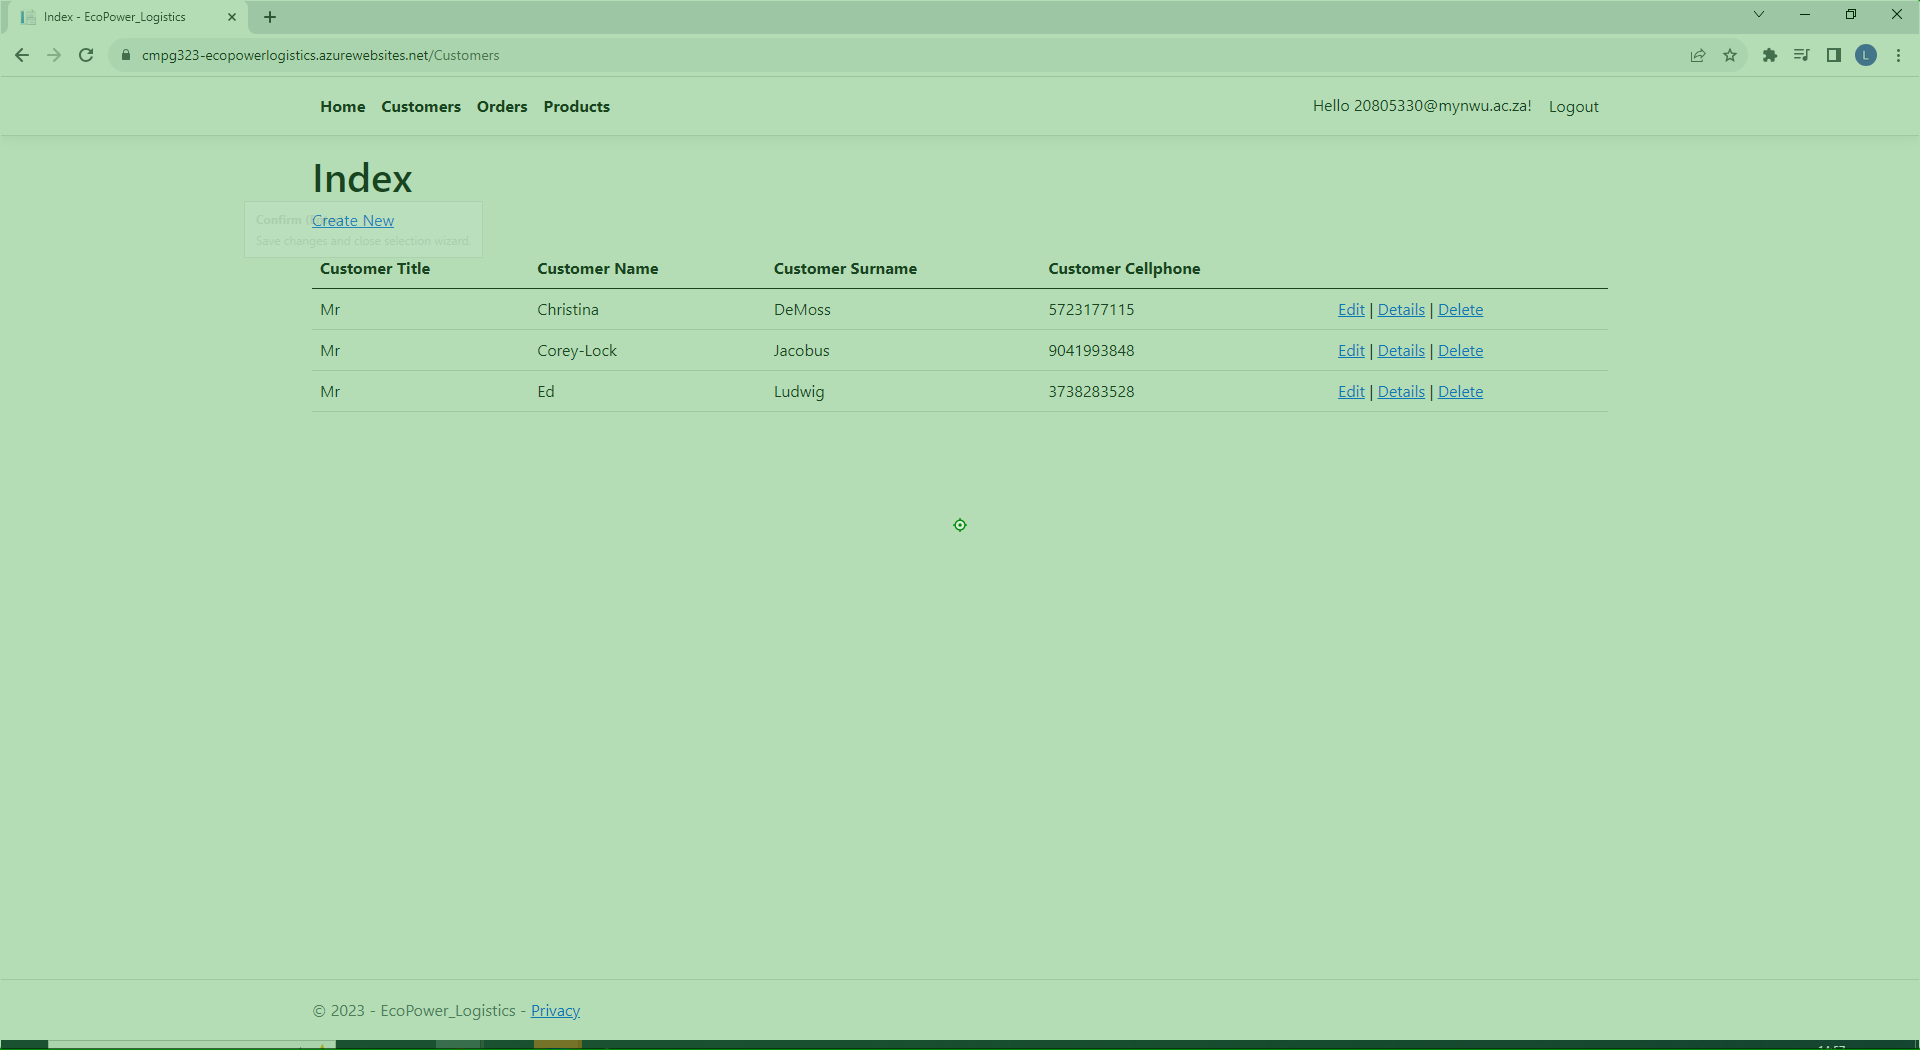 Index - EcoPower_Logistics
cmpg323-ecopowerlogistics.azurewebsites.net/Customers
L
Home Customers Orders Products Hello 20805330@mynwu.ac.za! Logout
Index
Create New
Confirm
Save changes and close selection wizard.
Customer Title Customer Name Customer Surname Customer Cellphone
Mr Christina DeMoss 5723177115 Edit | Details | Delete
Mr Corey-Lock Jacobus 9041993848 Edit | Details | Delete
Mr Ed Ludwig 3738283528 Edit | Details | Delete
© 2023 - EcoPower_Logistics - Privacy